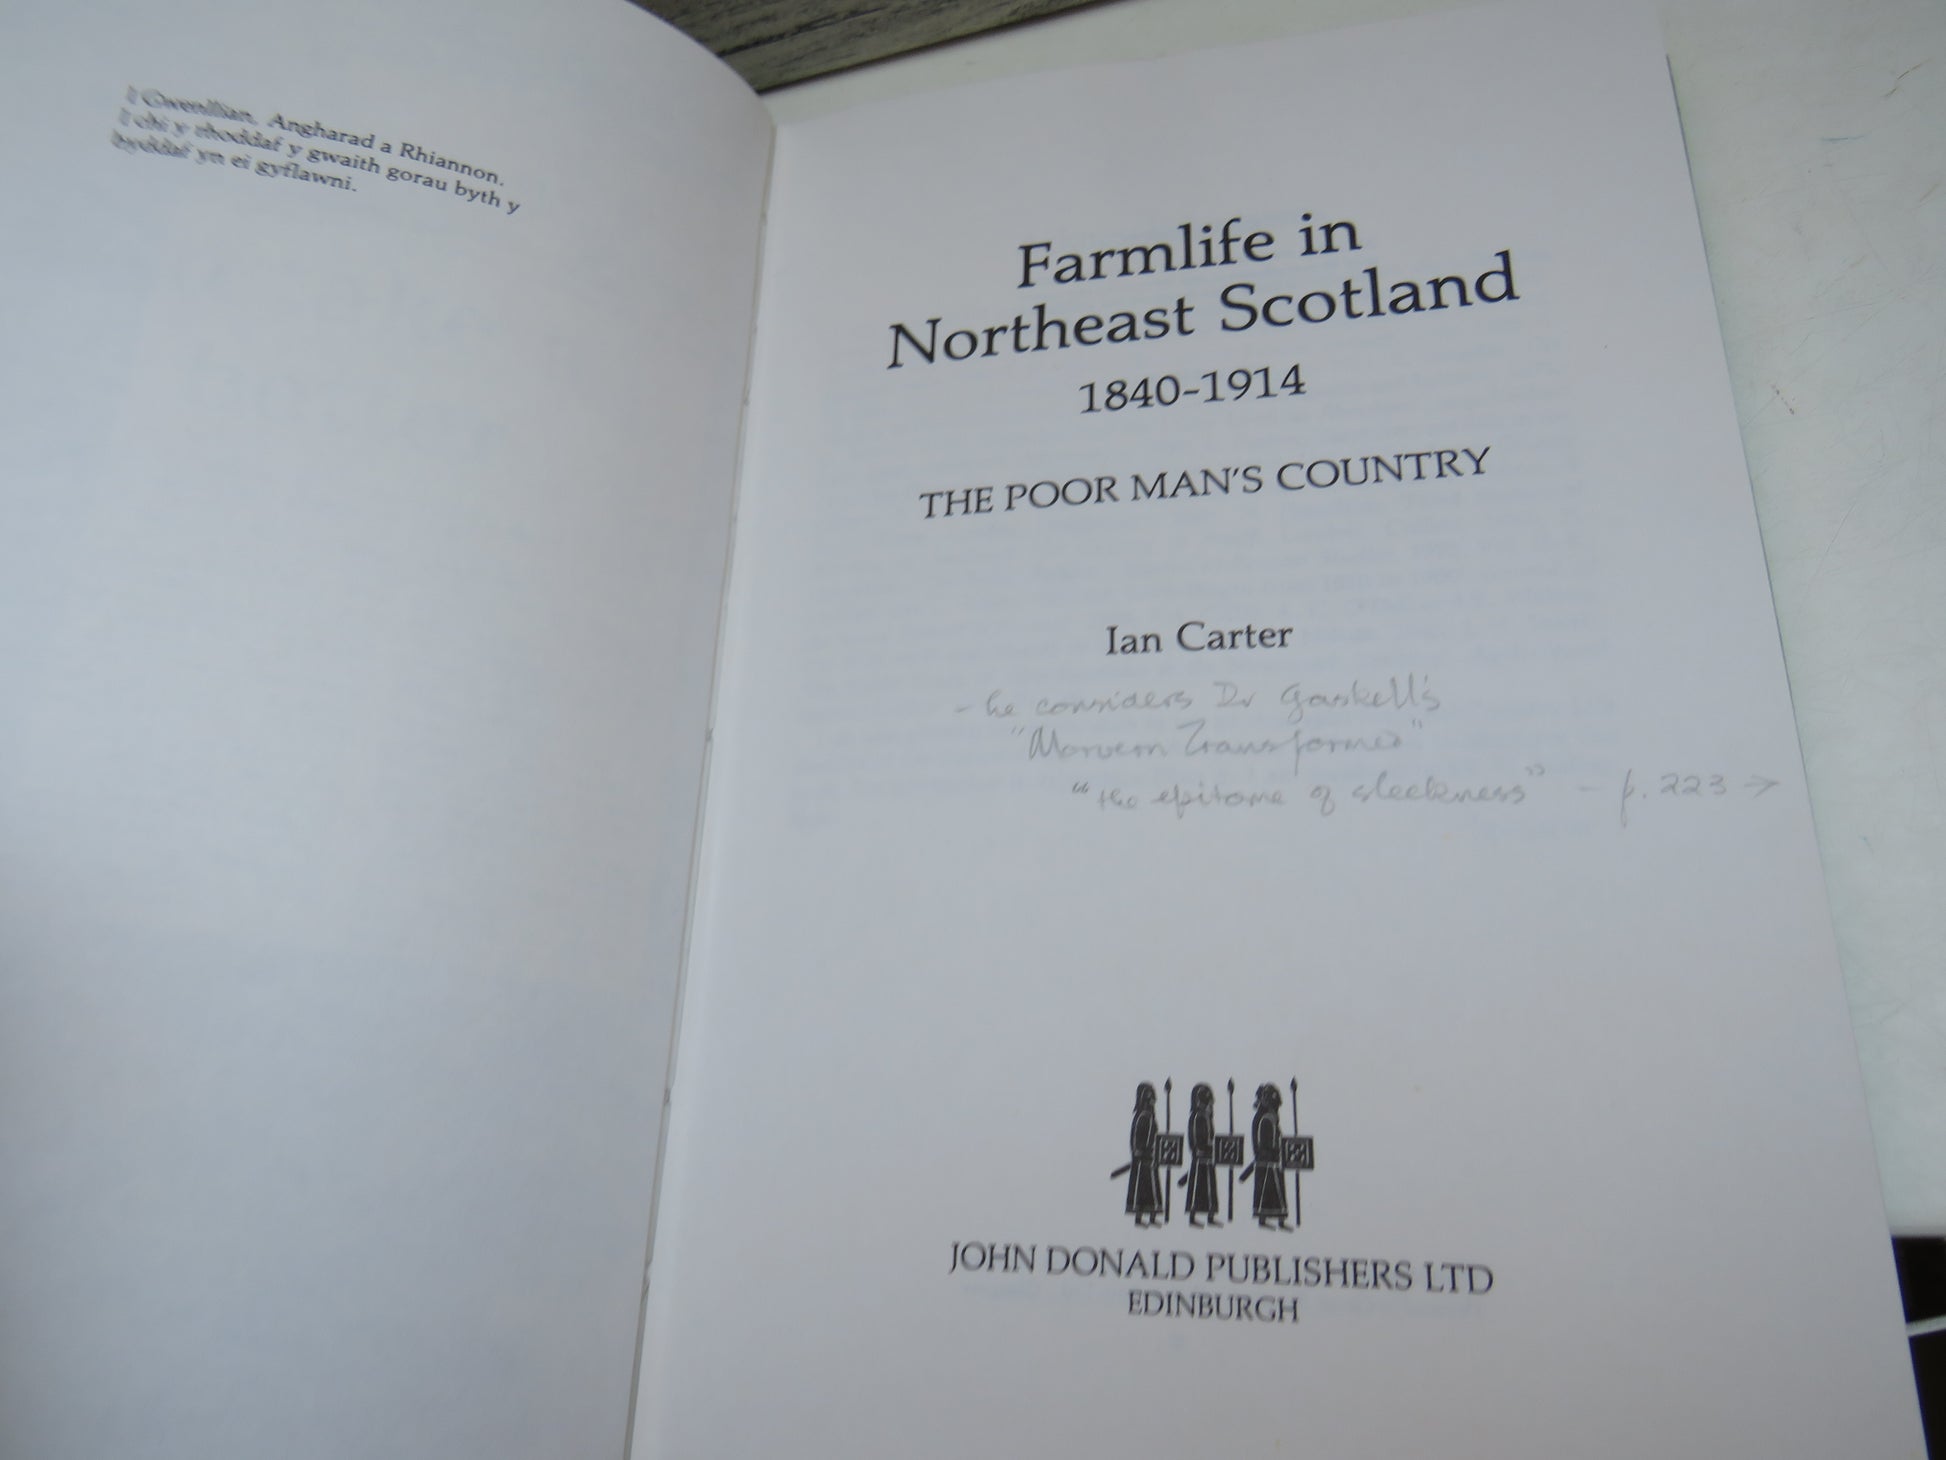 I Gwenllian, Angharad a Rhiannon.
I chi y rhoddaf y gwaith gorau byth y
byddaf yn ei gyflawni.
Farmlife in
Northeast Scotland
1840-1914
THE POOR MAN'S COUNTRY
Ian Carter
- he considers Dr Gaskell's
"Morvern Transformed"
"the epitome of sleekness" - p. 223 →
JOHN DONALD PUBLISHERS LTD
EDINBURGH